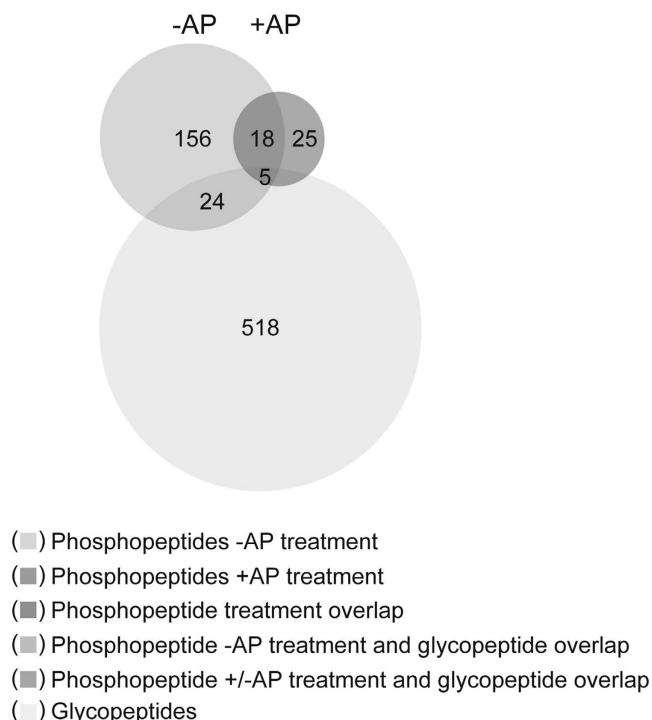 -AP +AP
156 18 25
5
24
518
(■) Phosphopeptides -AP treatment
(■) Phosphopeptides +AP treatment
(■) Phosphopeptide treatment overlap
(■) Phosphopeptide -AP treatment and glycopeptide overlap
(■) Phosphopeptide +/-AP treatment and glycopeptide overlap
(■) Glycopeptides